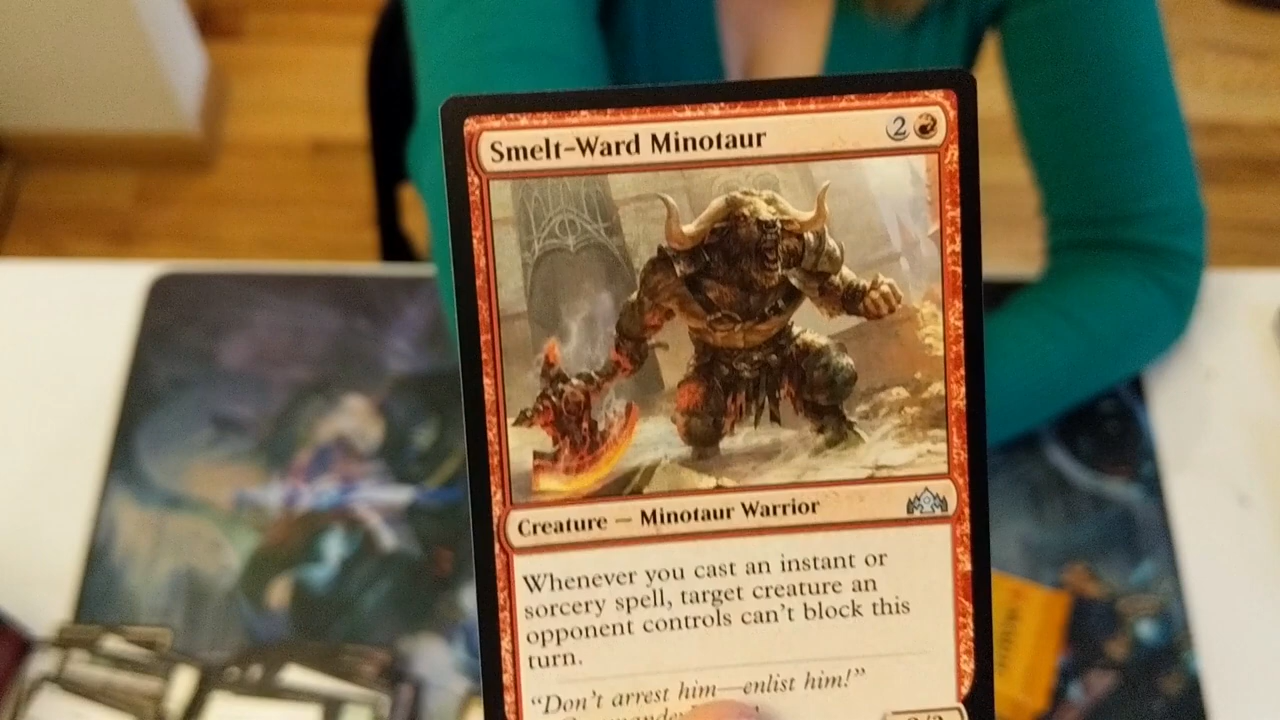 Smelt-Ward Minotaur 2
Creature — Minotaur Warrior
Whenever you cast an instant or
sorcery spell, target creature an
opponent controls can't block this
turn.
"Don't arrest him—enlist him!"